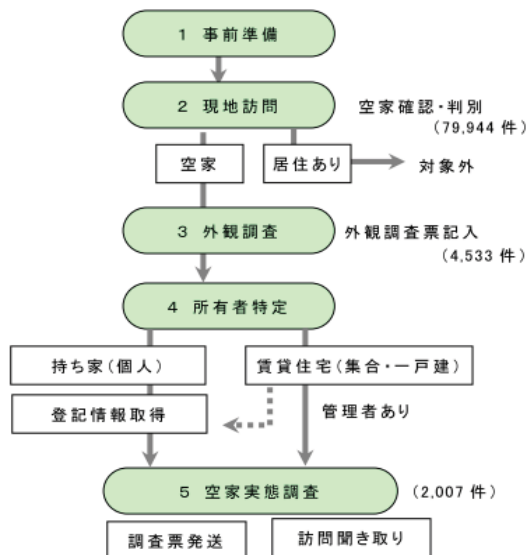 1 事前準備
2 現地訪問
空家確認・判別
(79,944 件)
空家
居住あり
対象外
3 外観調査
外観調査票記入
(4,533 件)
4 所有者特定
持ち家(個人)
賃貸住宅(集合・一戸建)
登記情報取得
管理者あり
5 空家実態調査
(2,007 件)
調査票発送
訪問聞き取り